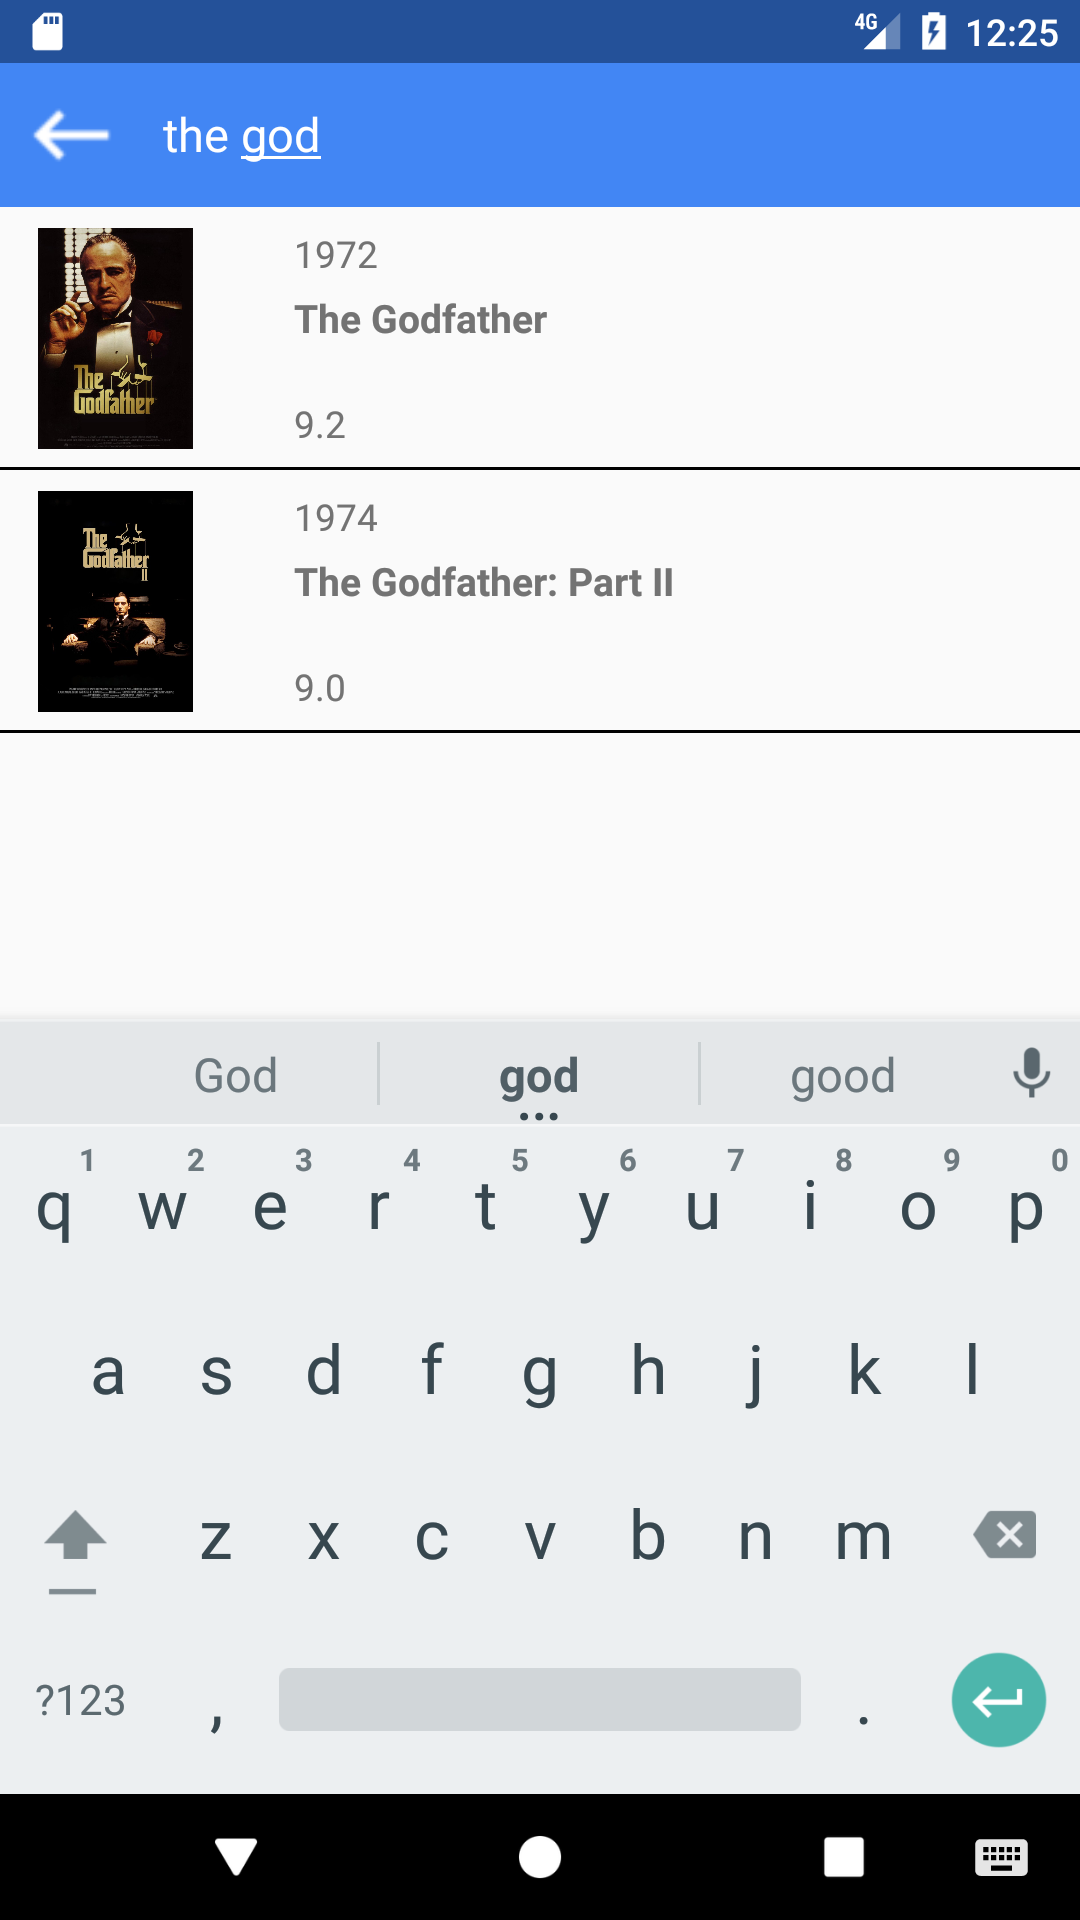 4G 12:25
the god
1972
The Godfather
9.2
The Godfather
1974
The Godfather: Part II
9.0
The Godfather II
God god good
1 2 3 4 5 6 7 8 9 0
q w e r t y u i o p
a s d f g h j k l
z x c v b n m
?123 , .